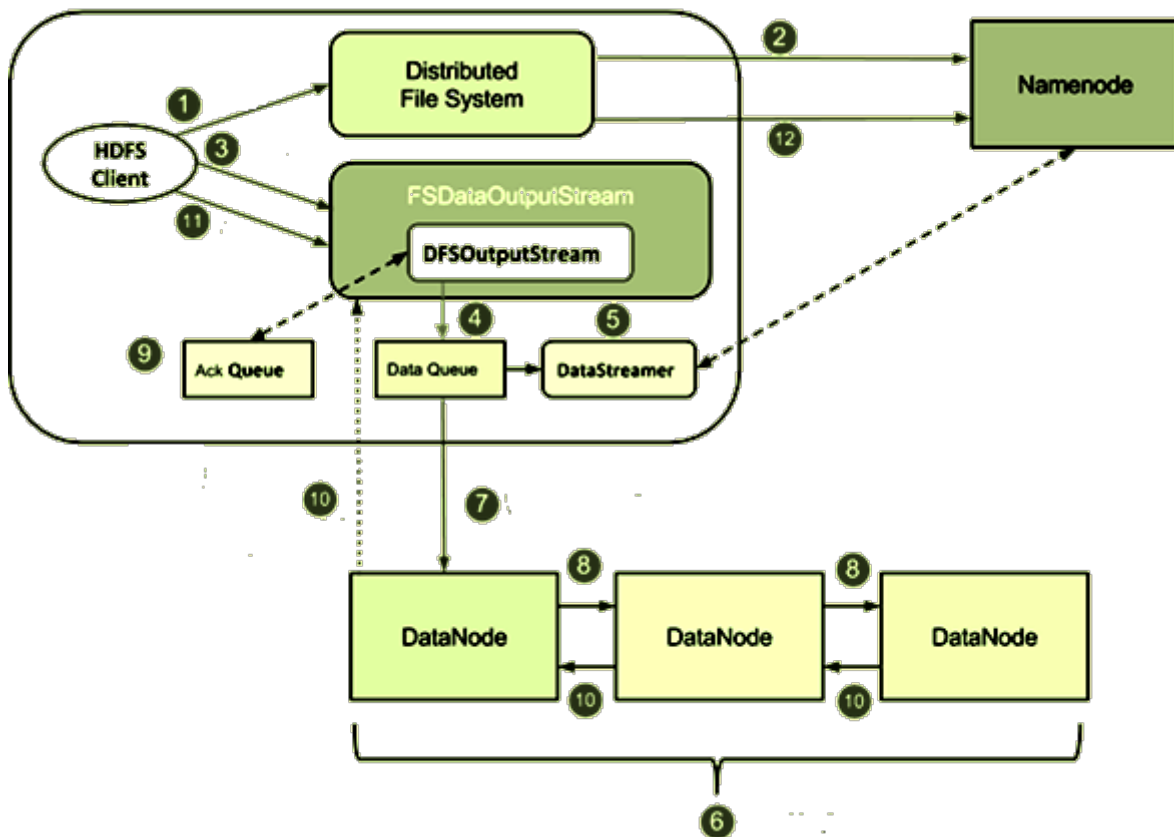 2
Distributed
File System
Namenode
1
12
HDFS
Client
3
FSDataOutputStream
11
DFSOutputStream
4
5
9
Ack Queue
Data Queue
DataStreamer
10
7
8
8
DataNode
DataNode
DataNode
10
10
6